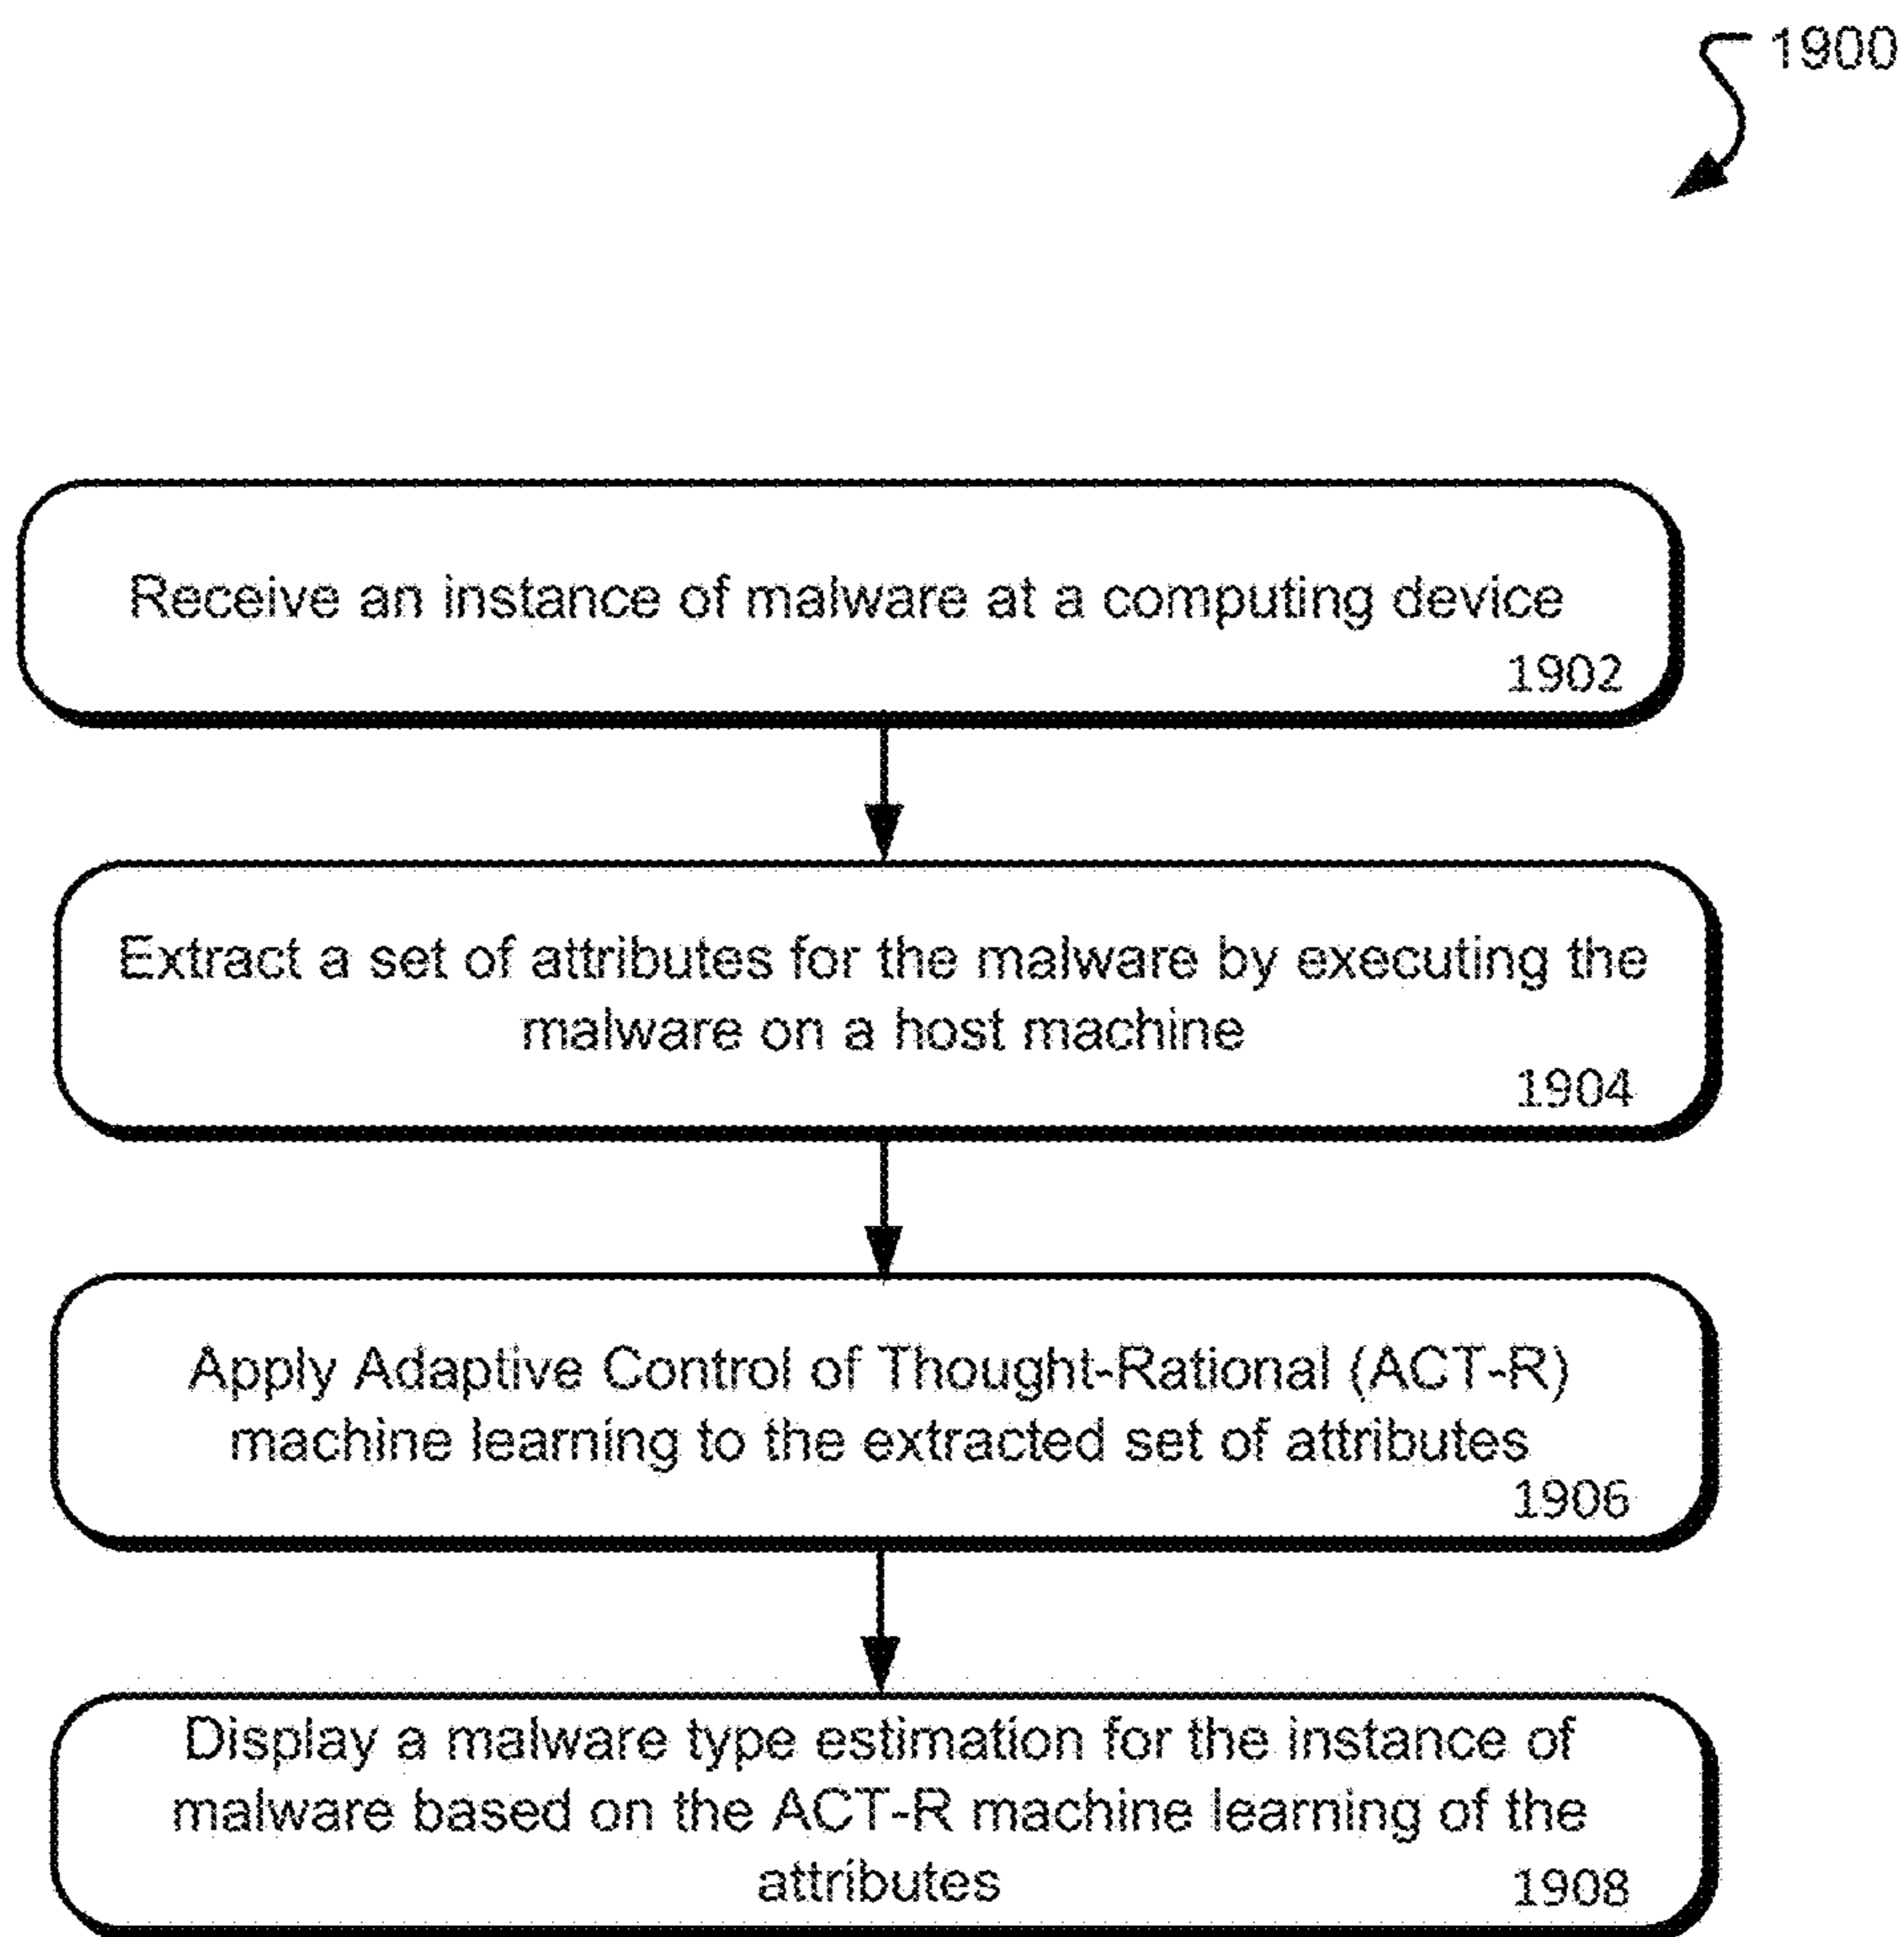 1900
Receive an instance of malware at a computing device
1902
Extract a set of attributes for the malware by executing the
malware on a host machine
1904
Apply Adaptive Control of Thought-Rational (ACT-R)
machine learning to the extracted set of attributes
1906
Display a malware type estimation for the instance of
malware based on the ACT-R machine learning of the
attributes
1908